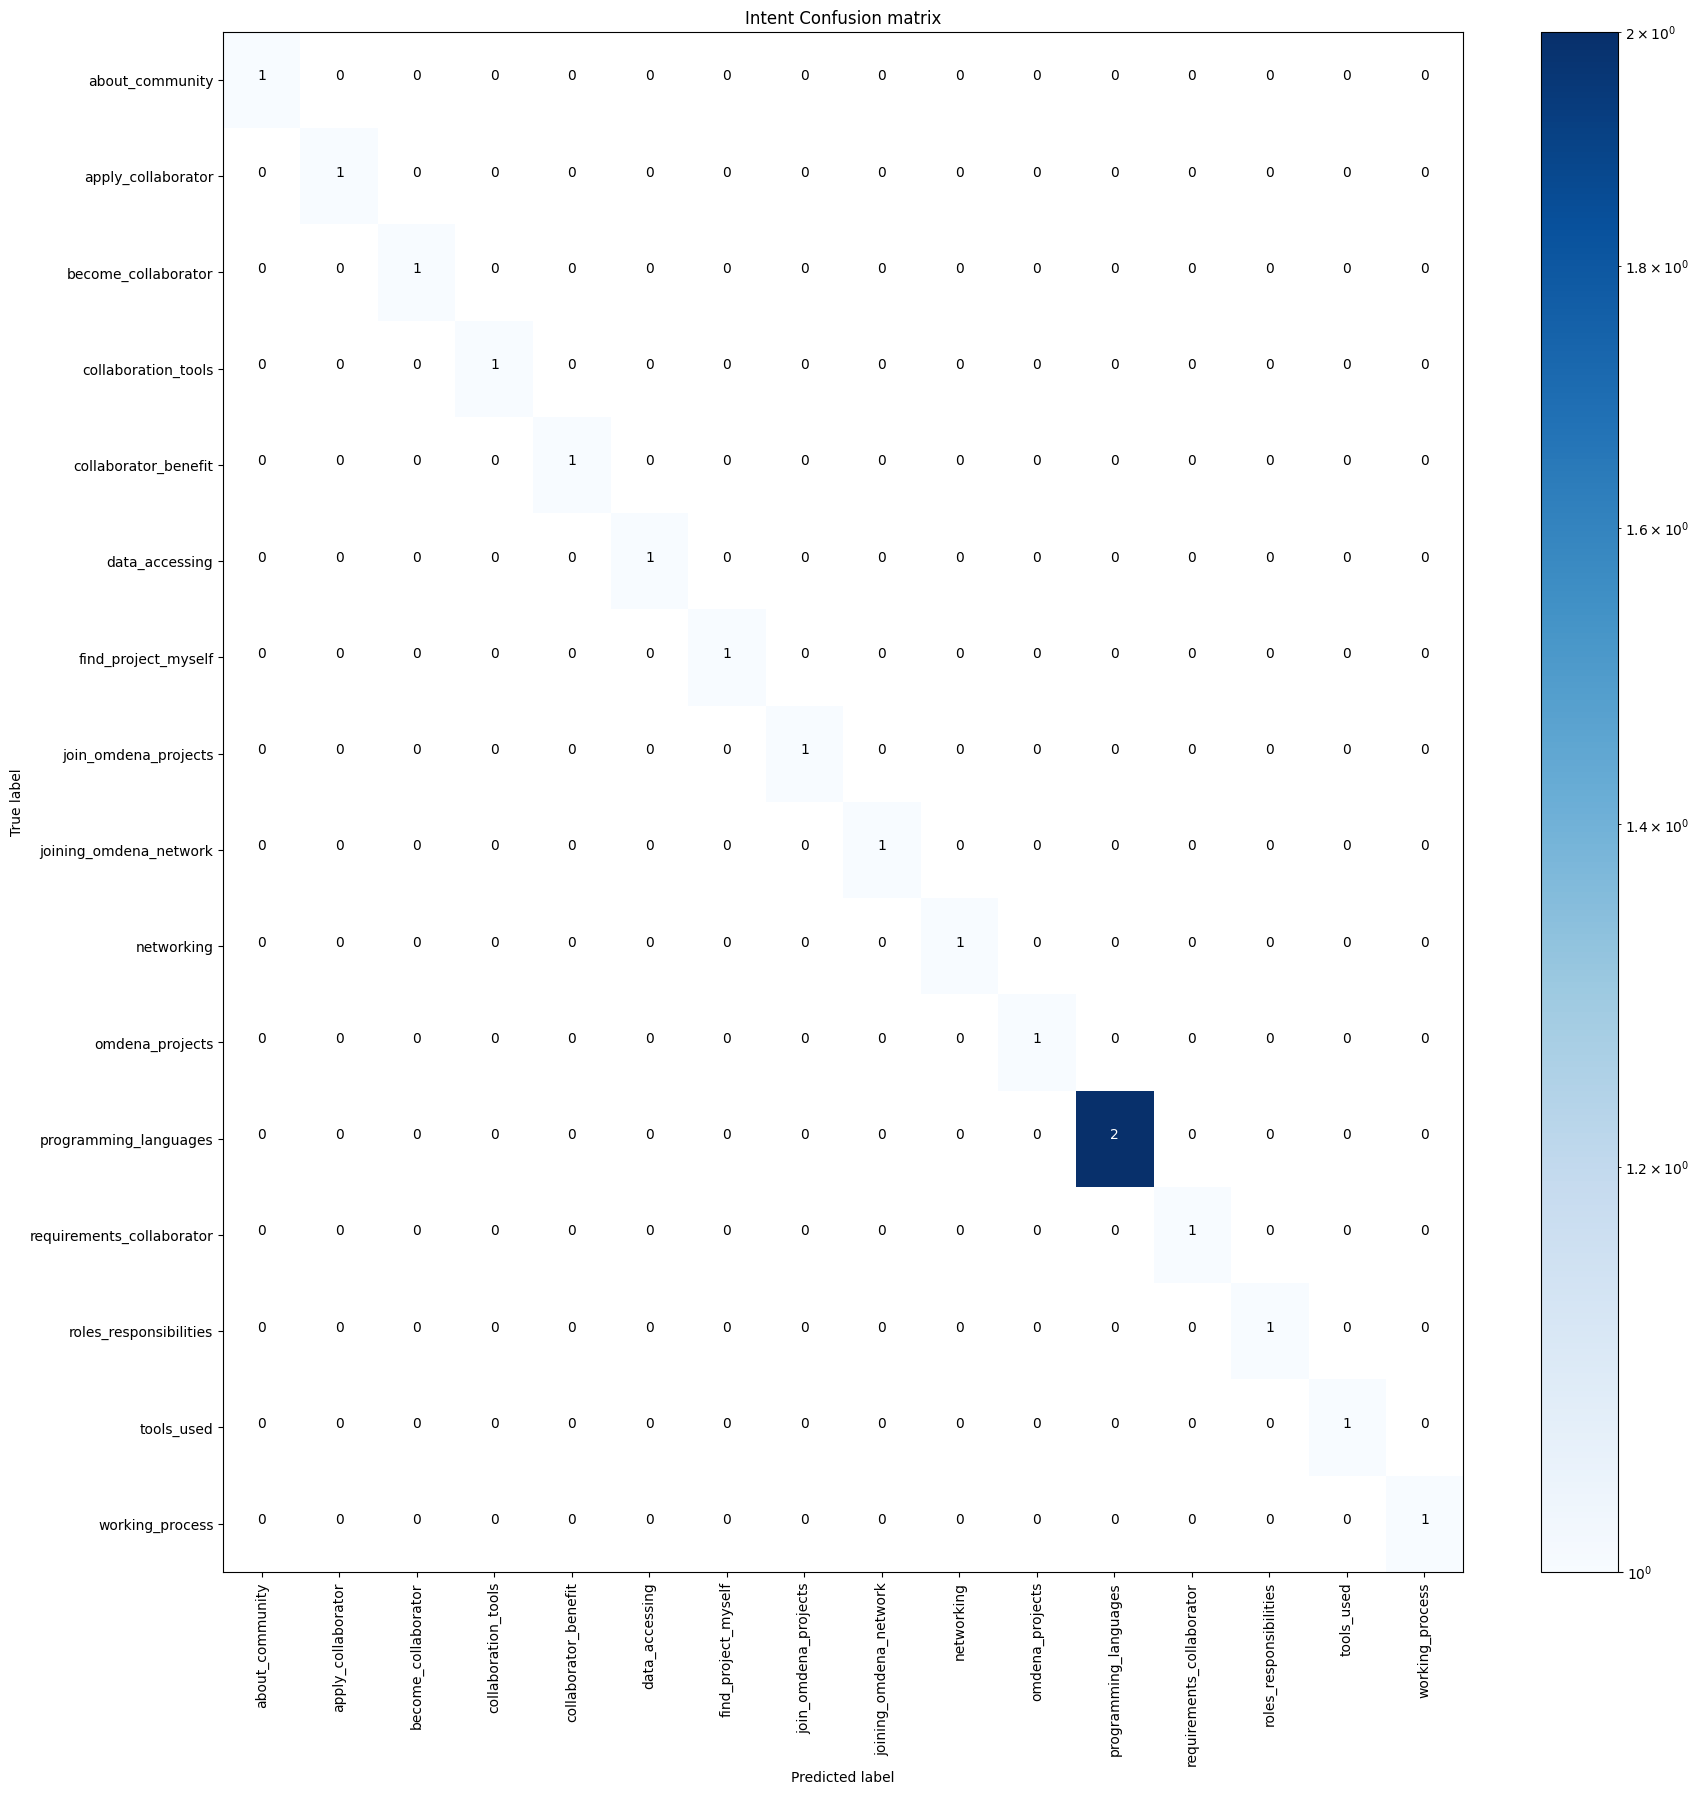 Intent Confusion matrix
about_community 1 0 0 0 0 0 0 0 0 0 0 0 0 0 0 0
apply_collaborator 0 1 0 0 0 0 0 0 0 0 0 0 0 0 0 0
become_collaborator 0 0 1 0 0 0 0 0 0 0 0 0 0 0 0 0
collaboration_tools 0 0 0 1 0 0 0 0 0 0 0 0 0 0 0 0
collaborator_benefit 0 0 0 0 1 0 0 0 0 0 0 0 0 0 0 0
data_accessing 0 0 0 0 0 1 0 0 0 0 0 0 0 0 0 0
find_project_myself 0 0 0 0 0 0 1 0 0 0 0 0 0 0 0 0
join_omdena_projects 0 0 0 0 0 0 0 1 0 0 0 0 0 0 0 0
joining_omdena_network 0 0 0 0 0 0 0 0 1 0 0 0 0 0 0 0
networking 0 0 0 0 0 0 0 0 0 1 0 0 0 0 0 0
omdena_projects 0 0 0 0 0 0 0 0 0 0 1 0 0 0 0 0
programming_languages 0 0 0 0 0 0 0 0 0 0 0 2 0 0 0 0
requirements_collaborator 0 0 0 0 0 0 0 0 0 0 0 0 1 0 0 0
roles_responsibilities 0 0 0 0 0 0 0 0 0 0 0 0 0 1 0 0
tools_used 0 0 0 0 0 0 0 0 0 0 0 0 0 0 1 0
working_process 0 0 0 0 0 0 0 0 0 0 0 0 0 0 0 1
True label
about_community
apply_collaborator
become_collaborator
collaboration_tools
collaborator_benefit
data_accessing
find_project_myself
join_omdena_projects
joining_omdena_network
networking
omdena_projects
programming_languages
requirements_collaborator
roles_responsibilities
tools_used
working_process
Predicted label
2 × 10⁰
1.8 × 10⁰
1.6 × 10⁰
1.4 × 10⁰
1.2 × 10⁰
10⁰